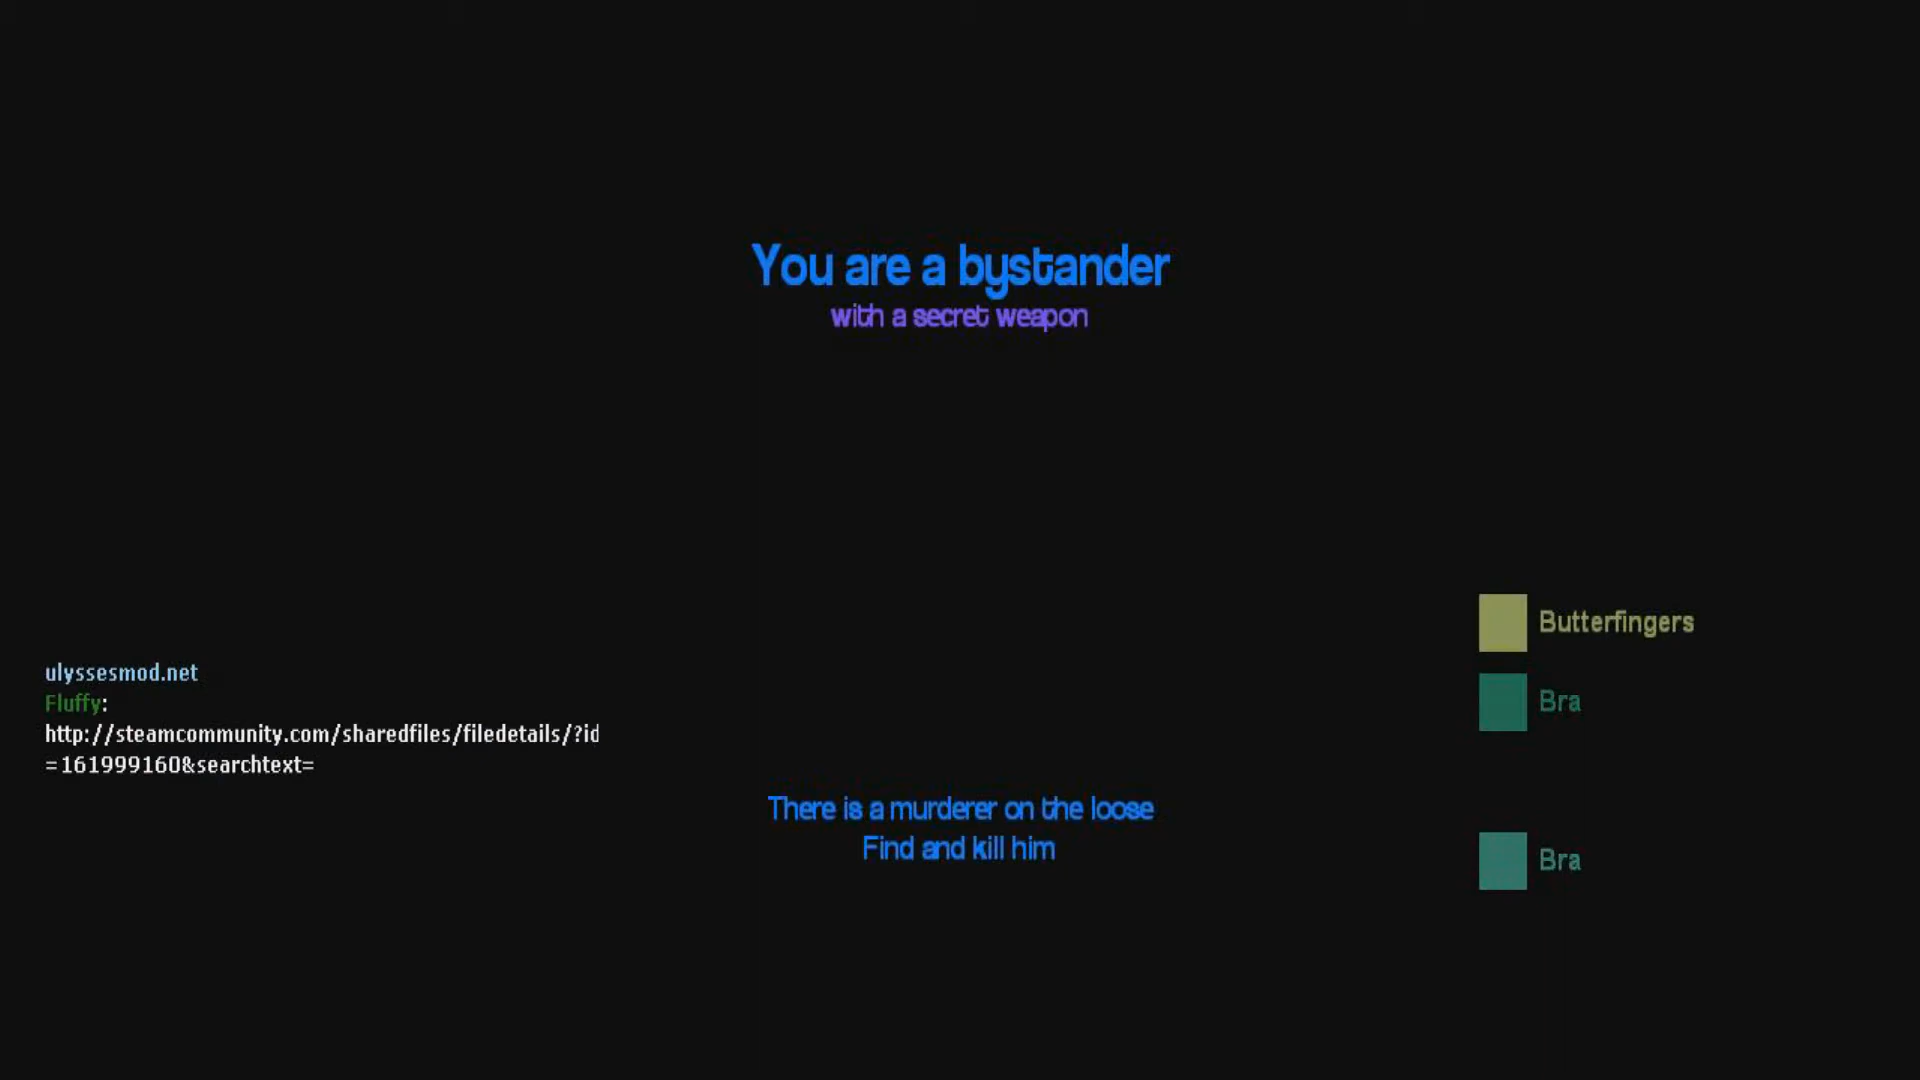 You are a bystander
with a secret weapon
Butterfingers
ulyssesmod.net
Bra
Fluffy:
http://steamcommunity.com/sharedfiles/filedetails/?id
=161999160&searchtext=
There is a murderer on the loose
Find and kill him
Bra